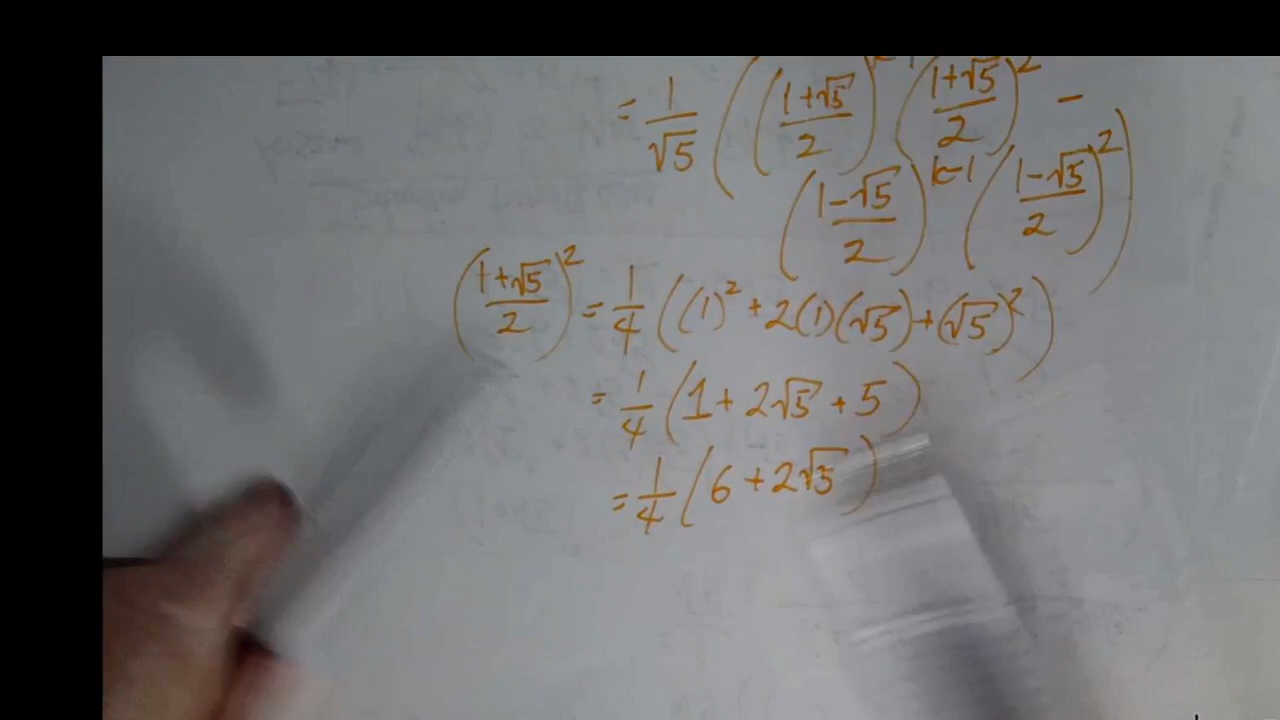 = 1/√5 ( ( (1+√5)/2 )^(k-1) ( (1+√5)/2 )^2 -
( (1-√5)/2 )^(k-1) ( (1-√5)/2 )^2 )
( (1+√5)/2 )^2 = 1/4 ( (1)^2 + 2(1)(√5) + (√5)^2 )
= 1/4 ( 1 + 2√5 + 5 )
= 1/4 ( 6 + 2√5 )